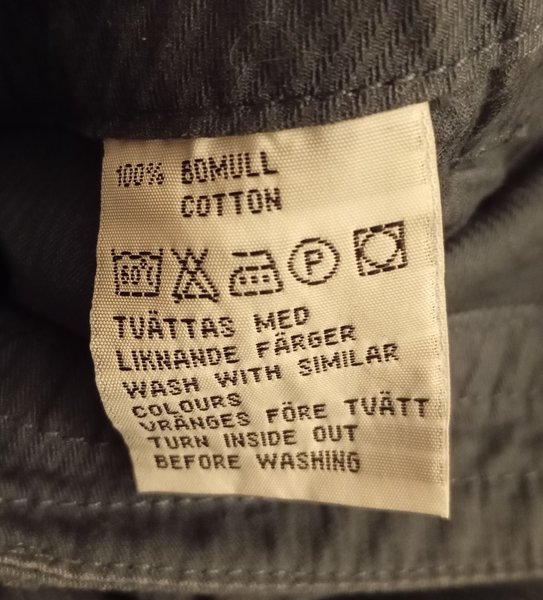 100% BOMULL
COTTON
60° P
TVÄTTAS MED
LIKNANDE FÄRGER
WASH WITH SIMILAR
COLOURS
VRÄNGES FÖRE TVÄTT
TURN INSIDE OUT
BEFORE WASHING